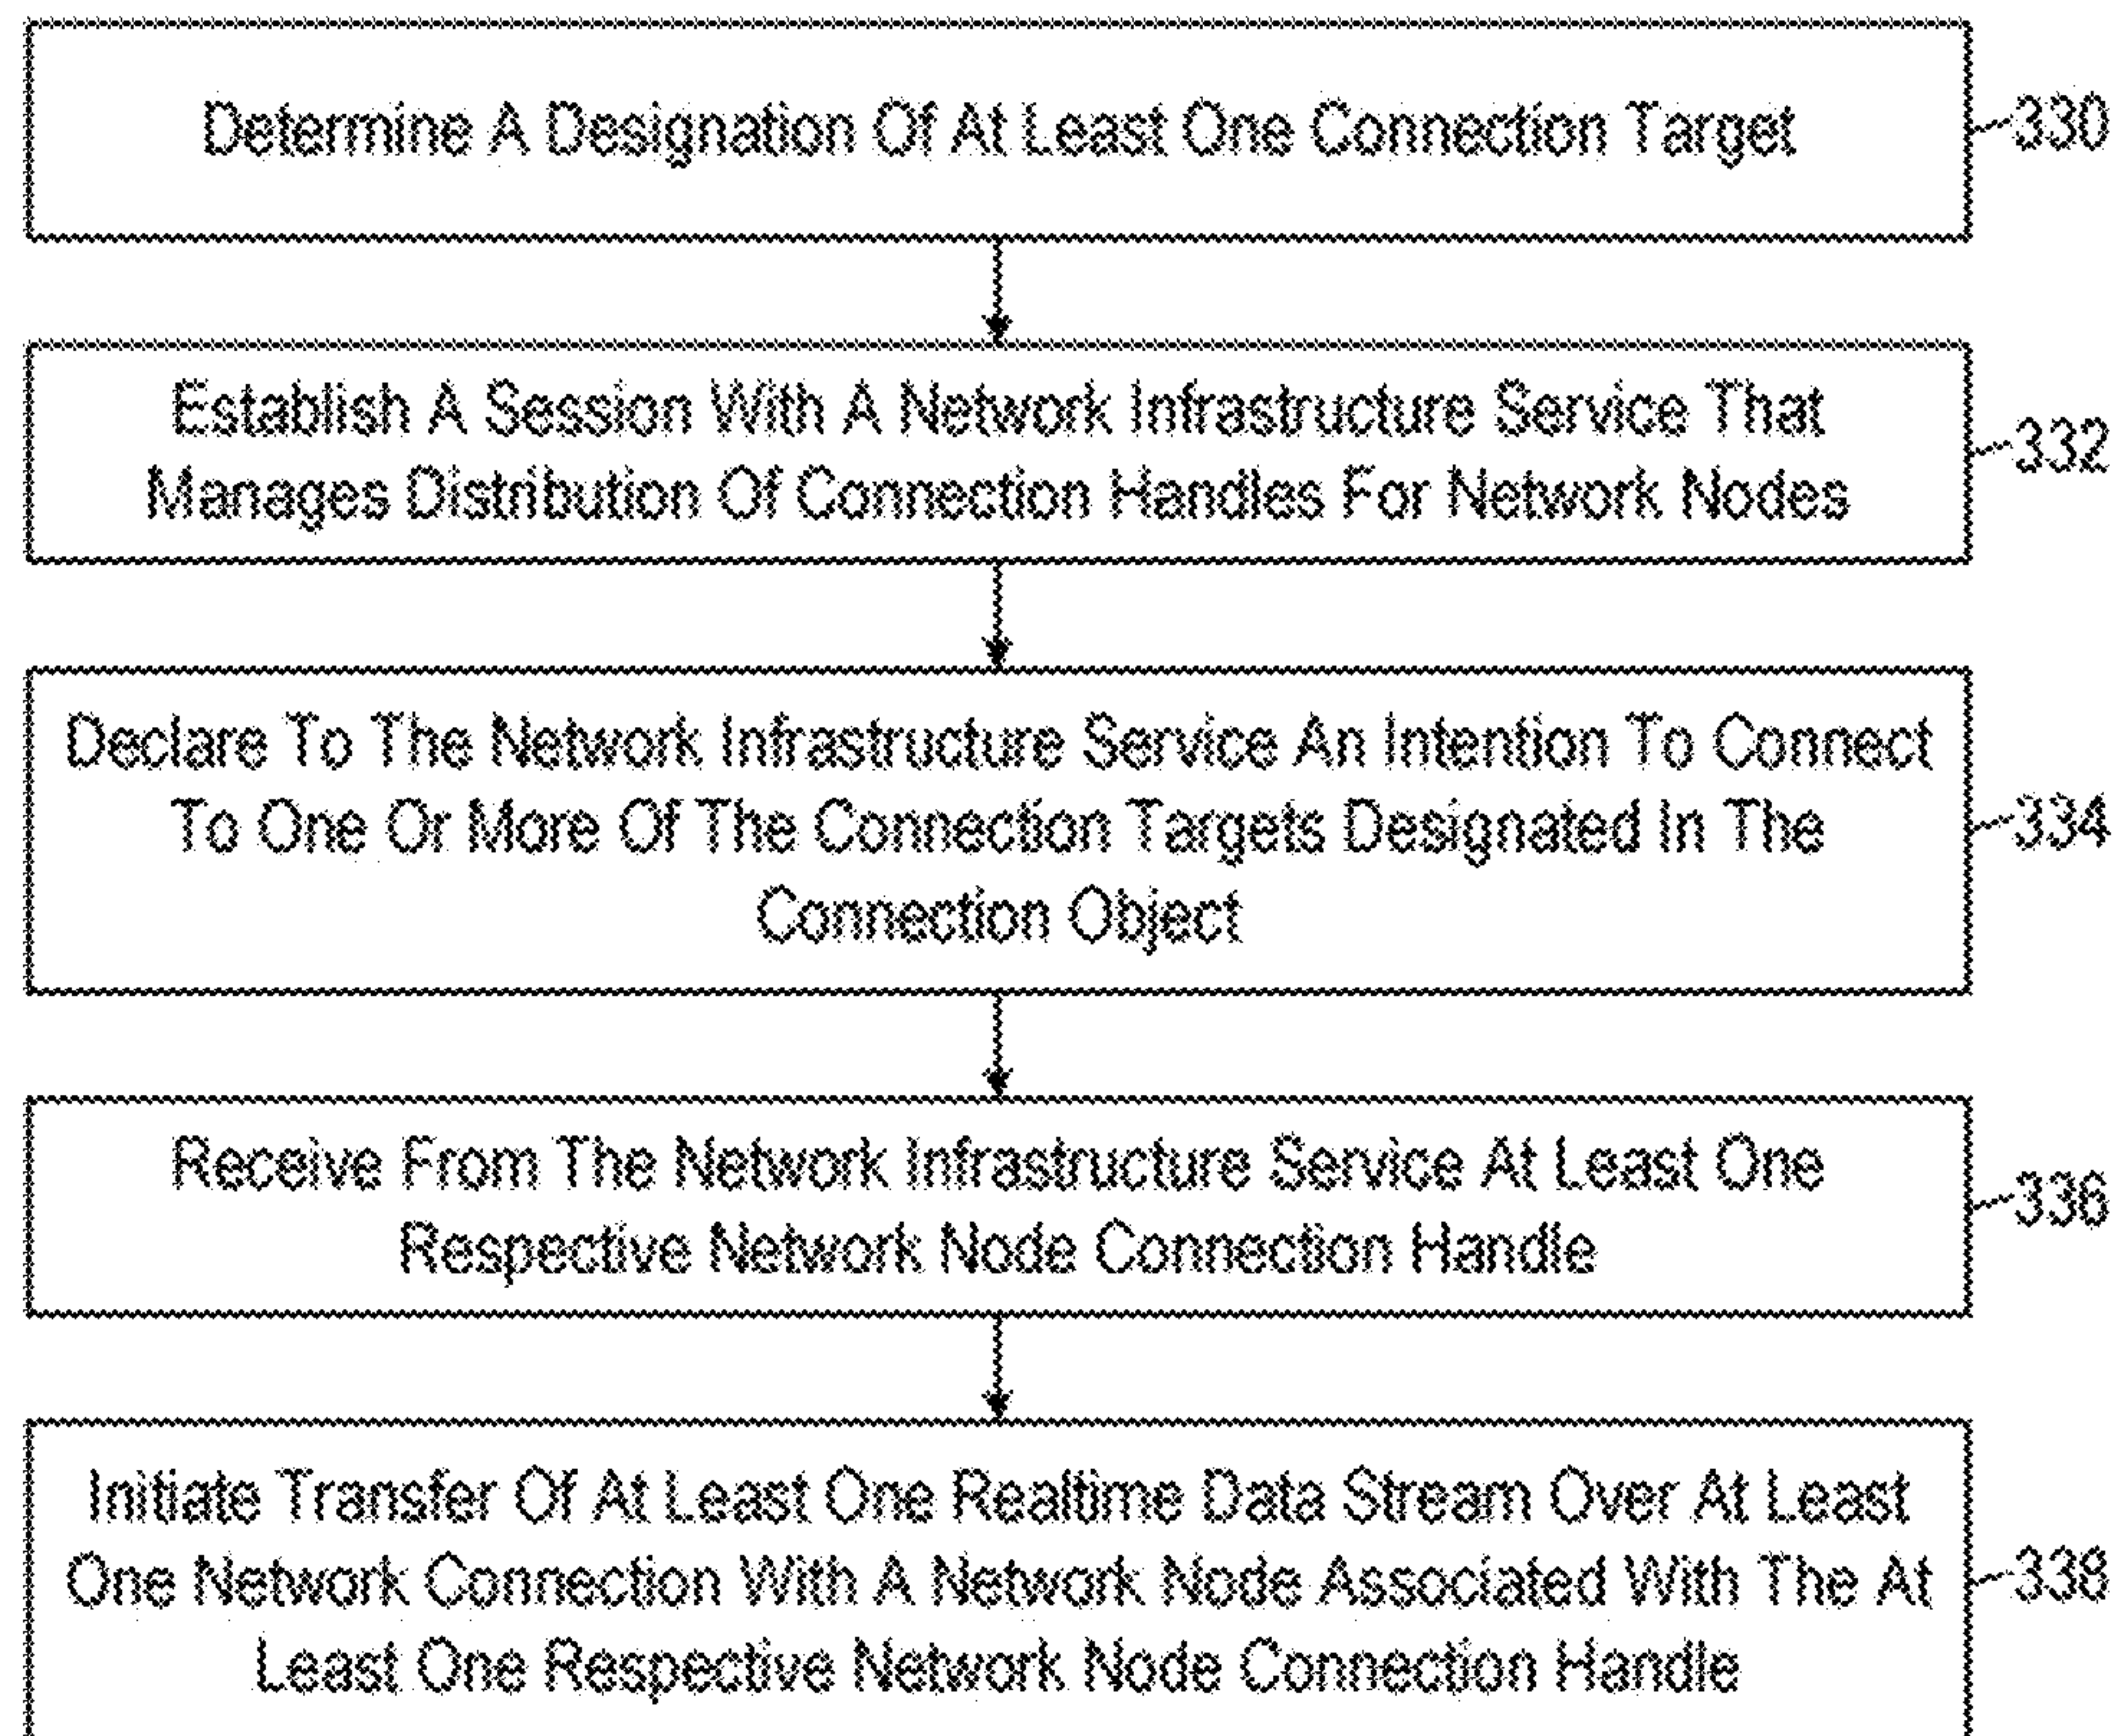 Determine A Designation Of At Least One Connection Target
330
Establish A Session With A Network Infrastructure Service That
Manages Distribution Of Connection Handles For Network Nodes
332
Declare To The Network Infrastructure Service An Intention To Connect
To One Or More Of The Connection Targets Designated In The
Connection Object
334
Receive From The Network Infrastructure Service At Least One
Respective Network Node Connection Handle
336
Initiate Transfer Of At Least One Realtime Data Stream Over At Least
One Network Connection With A Network Node Associated With The At
Least One Respective Network Node Connection Handle
338